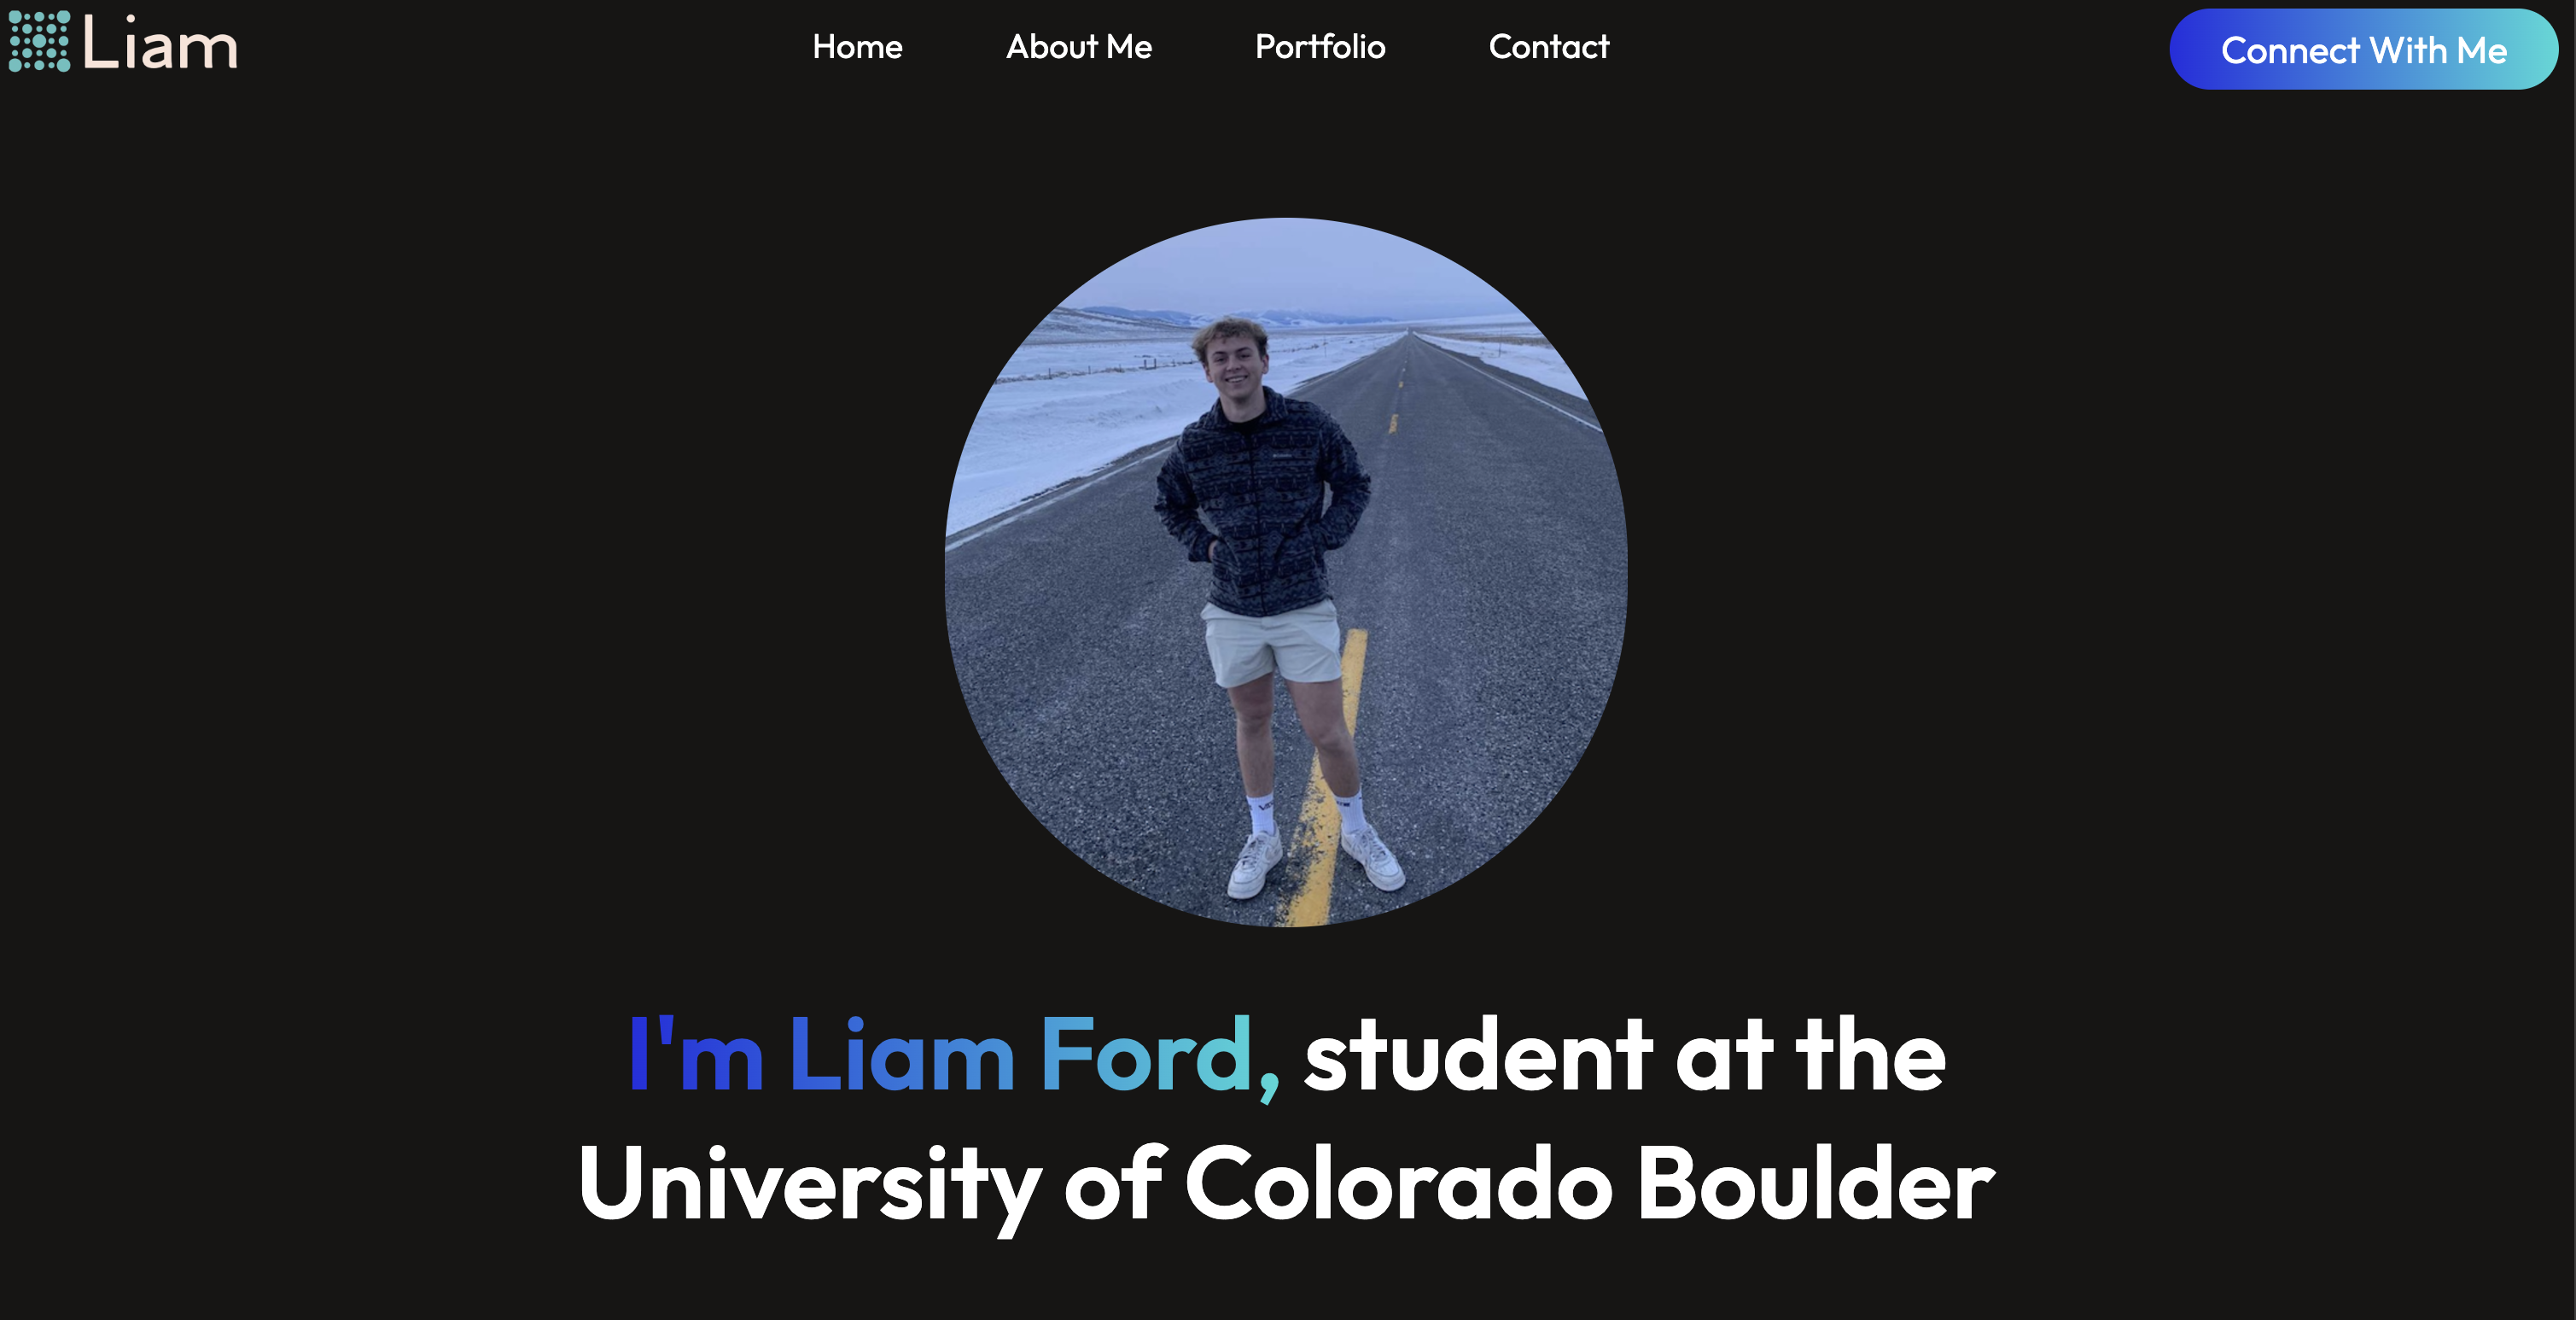 Liam
Home
About Me
Portfolio
Contact
Connect With Me
I'm Liam Ford, student at the
University of Colorado Boulder